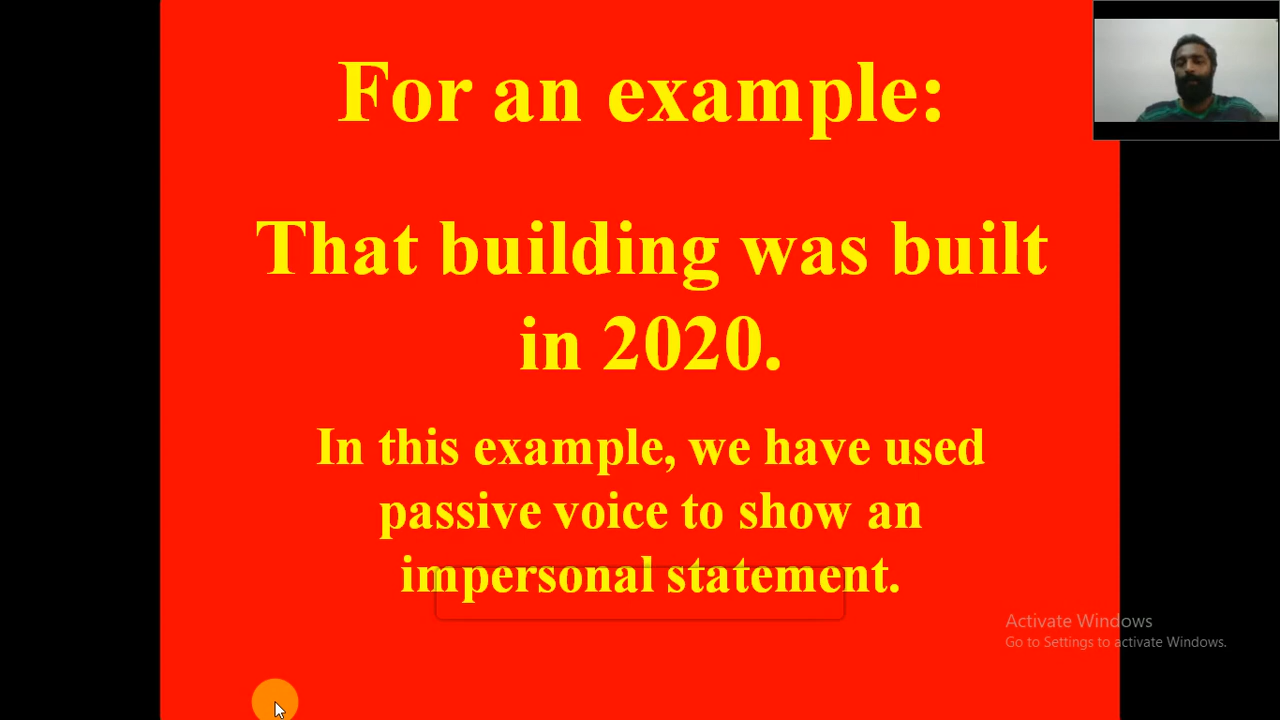 For an example:
That building was built
in 2020.
In this example, we have used
passive voice to show an
impersonal statement.
Activate Windows
Go to Settings to activate Windows.